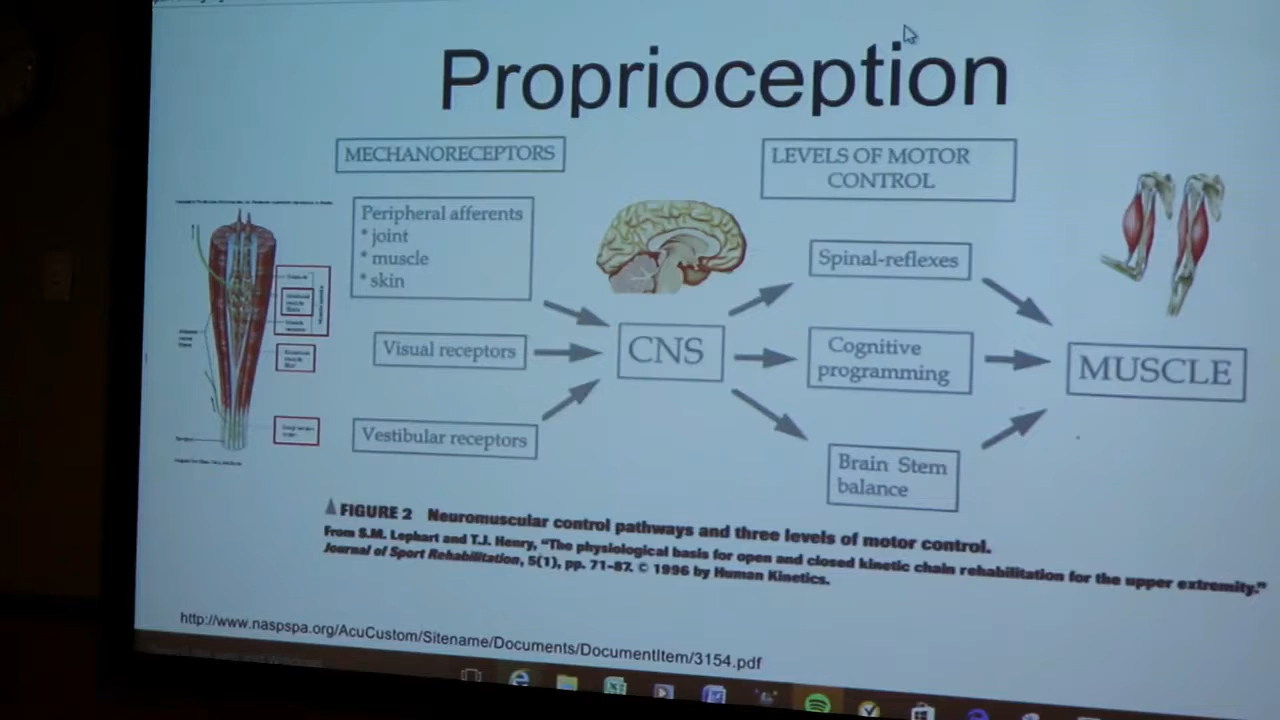 Proprioception
MECHANORECEPTORS
Peripheral afferents
* joint
* muscle
* skin
Visual receptors
Vestibular receptors
CNS
LEVELS OF MOTOR
CONTROL
Spinal-reflexes
Cognitive
programming
Brain Stem
balance
MUSCLE
FIGURE 2 Neuromuscular control pathways and three levels of motor control.
From S.M. Lephart and T.J. Henry, "The physiological basis for open and closed kinetic chain rehabilitation for the upper extremity."
Journal of Sport Rehabilitation, 5(1), pp. 71-87. © 1996 by Human Kinetics.
http://www.naspspa.org/AcuCustom/Sitename/Documents/DocumentItem/3154.pdf